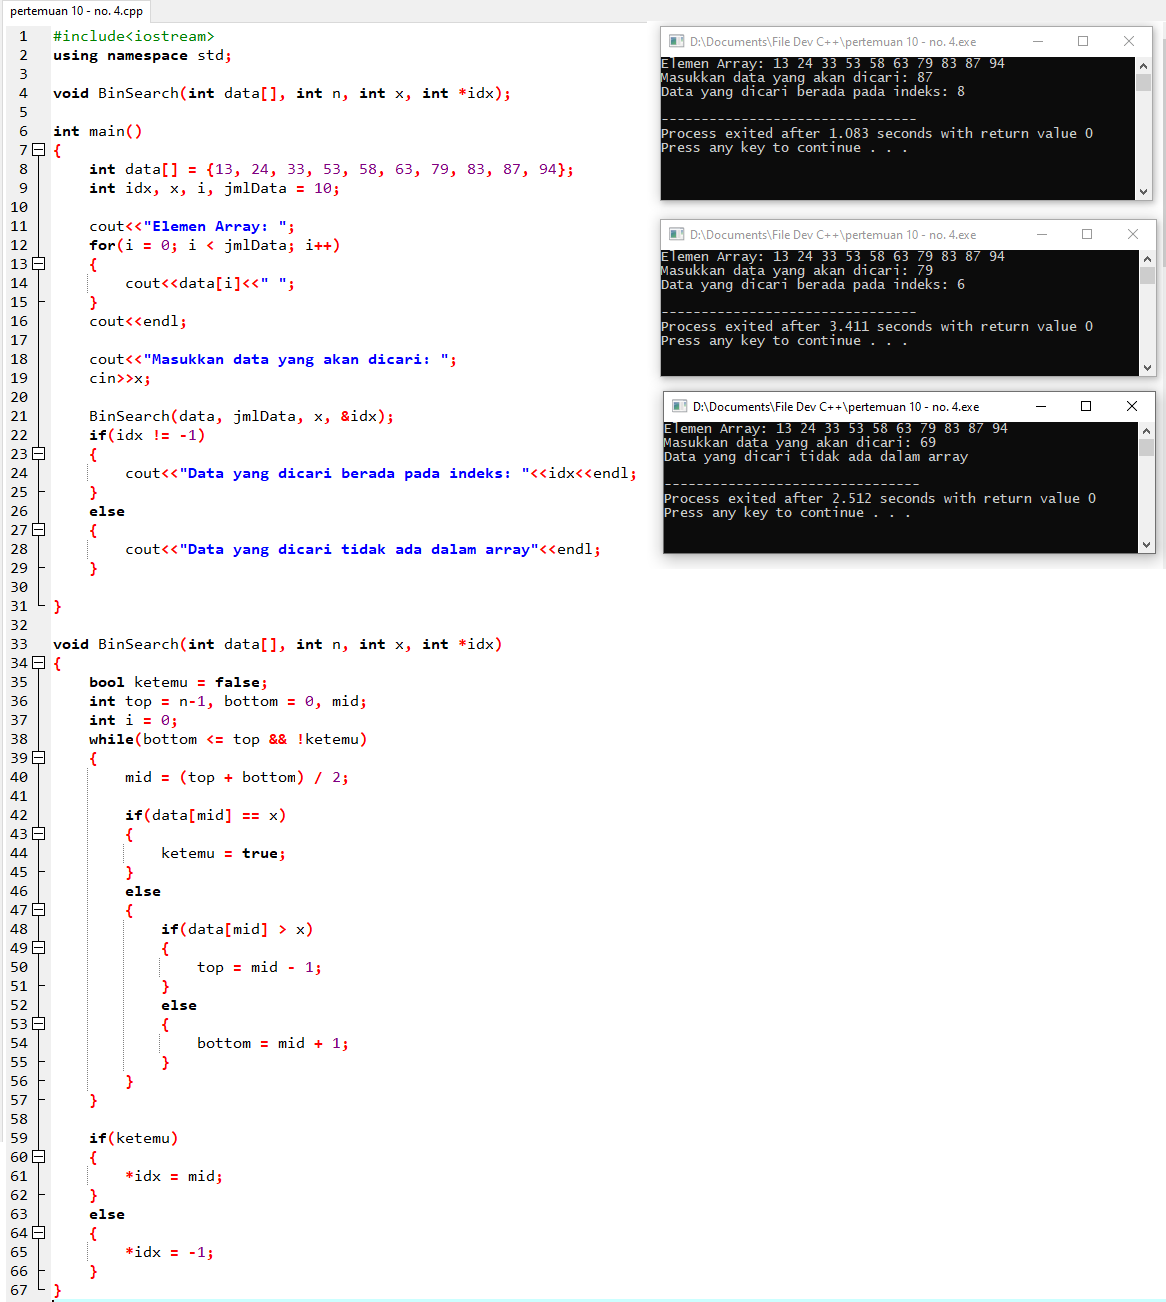 pertemuan 10 - no. 4.cpp
1 #include<iostream>
2 using namespace std;
3
4 void BinSearch(int data[], int n, int x, int *idx);
5
6 int main()
7 {
8 int data[] = {13, 24, 33, 53, 58, 63, 79, 83, 87, 94};
9 int idx, x, i, jmlData = 10;
10
11 cout<<"Elemen Array: ";
12 for(i = 0; i < jmlData; i++)
13 {
14 cout<<data[i]<<" ";
15 }
16 cout<<endl;
17
18 cout<<"Masukkan data yang akan dicari: ";
19 cin>>x;
20
21 BinSearch(data, jmlData, x, &idx);
22 if(idx != -1)
23 {
24 cout<<"Data yang dicari berada pada indeks: "<<idx<<endl;
25 }
26 else
27 {
28 cout<<"Data yang dicari tidak ada dalam array"<<endl;
29 }
30
31 }
32
33 void BinSearch(int data[], int n, int x, int *idx)
34 {
35 bool ketemu = false;
36 int top = n-1, bottom = 0, mid;
37 int i = 0;
38 while(bottom <= top && !ketemu)
39 {
40 mid = (top + bottom) / 2;
41
42 if(data[mid] == x)
43 {
44 ketemu = true;
45 }
46 else
47 {
48 if(data[mid] > x)
49 {
50 top = mid - 1;
51 }
52 else
53 {
54 bottom = mid + 1;
55 }
56 }
57 }
58
59 if(ketemu)
60 {
61 *idx = mid;
62 }
63 else
64 {
65 *idx = -1;
66 }
67 }
D:\Documents\File Dev C++\pertemuan 10 - no. 4.exe
Elemen Array: 13 24 33 53 58 63 79 83 87 94
Masukkan data yang akan dicari: 87
Data yang dicari berada pada indeks: 8
--------------------------------
Process exited after 1.083 seconds with return value 0
Press any key to continue . . .
D:\Documents\File Dev C++\pertemuan 10 - no. 4.exe
Elemen Array: 13 24 33 53 58 63 79 83 87 94
Masukkan data yang akan dicari: 79
Data yang dicari berada pada indeks: 6
--------------------------------
Process exited after 3.411 seconds with return value 0
Press any key to continue . . .
D:\Documents\File Dev C++\pertemuan 10 - no. 4.exe
Elemen Array: 13 24 33 53 58 63 79 83 87 94
Masukkan data yang akan dicari: 69
Data yang dicari tidak ada dalam array
--------------------------------
Process exited after 2.512 seconds with return value 0
Press any key to continue . . .